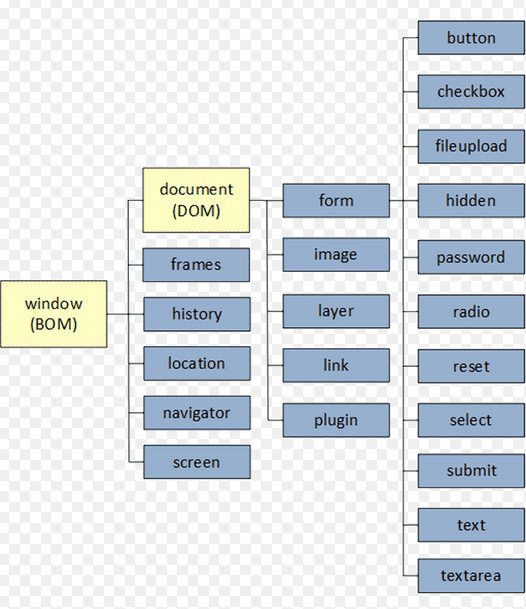 window
(BOM)
document
(DOM)
frames
history
location
navigator
screen
form
image
layer
link
plugin
button
checkbox
fileupload
hidden
password
radio
reset
select
submit
text
textarea